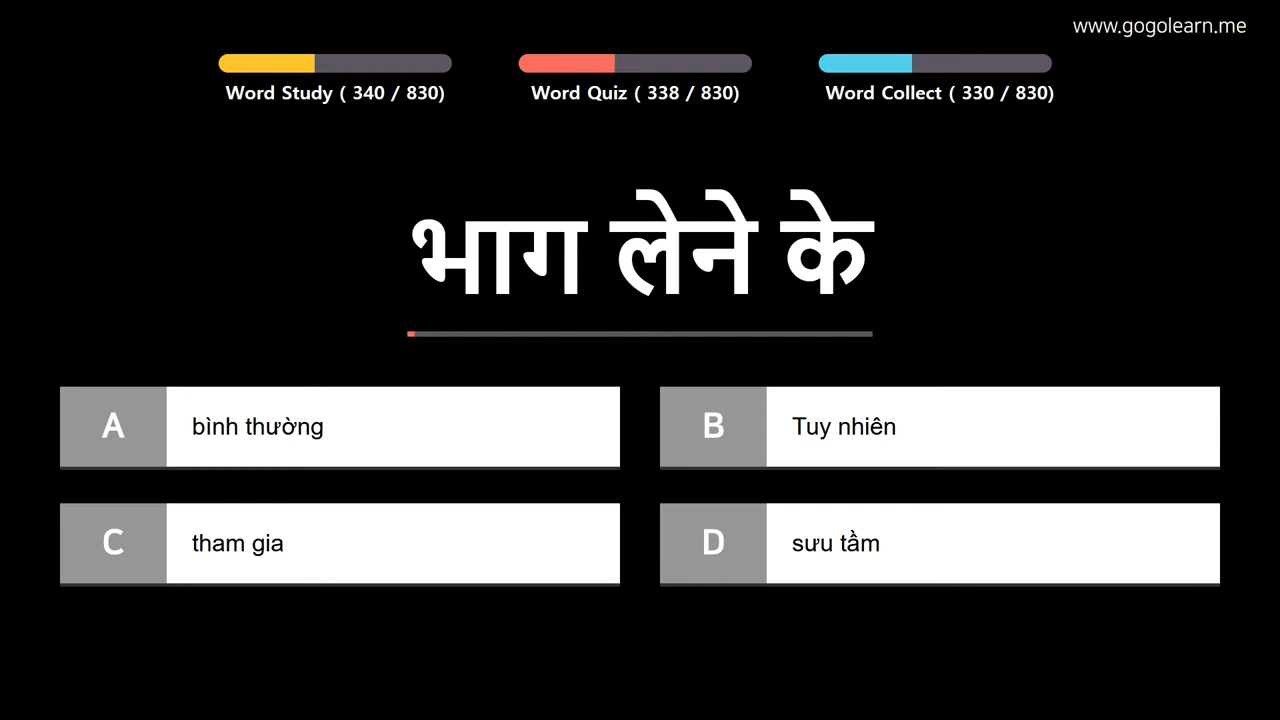 www.gogolearn.me
Word Study ( 340 / 830)
Word Quiz ( 338 / 830)
Word Collect ( 330 / 830)
भाग लेने के
A bình thường
B Tuy nhiên
C tham gia
D sưu tầm